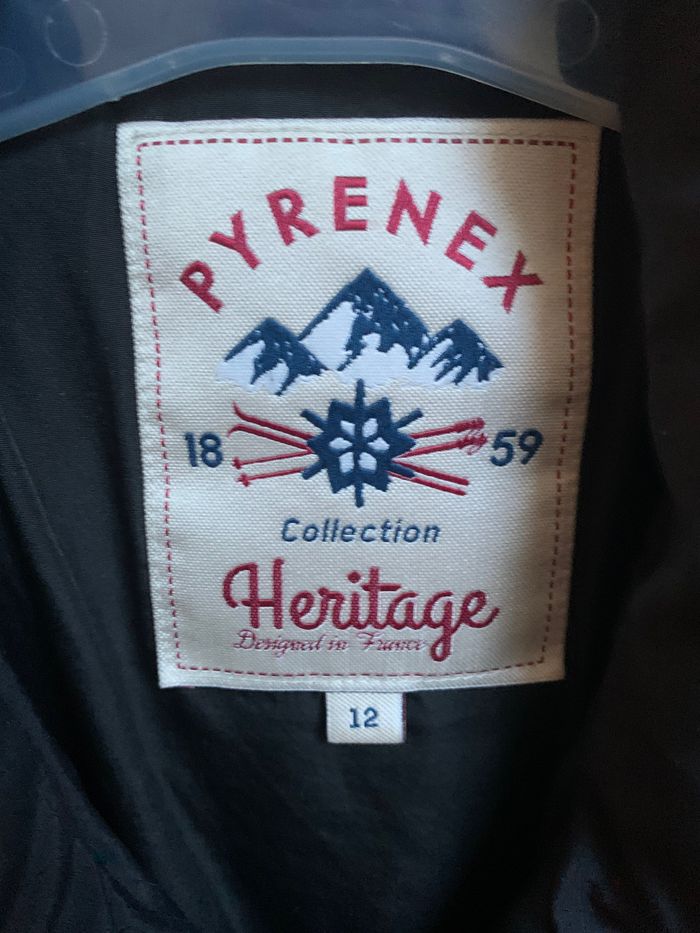 PYRENEX
18 59
Collection
Heritage
Designed in France
12